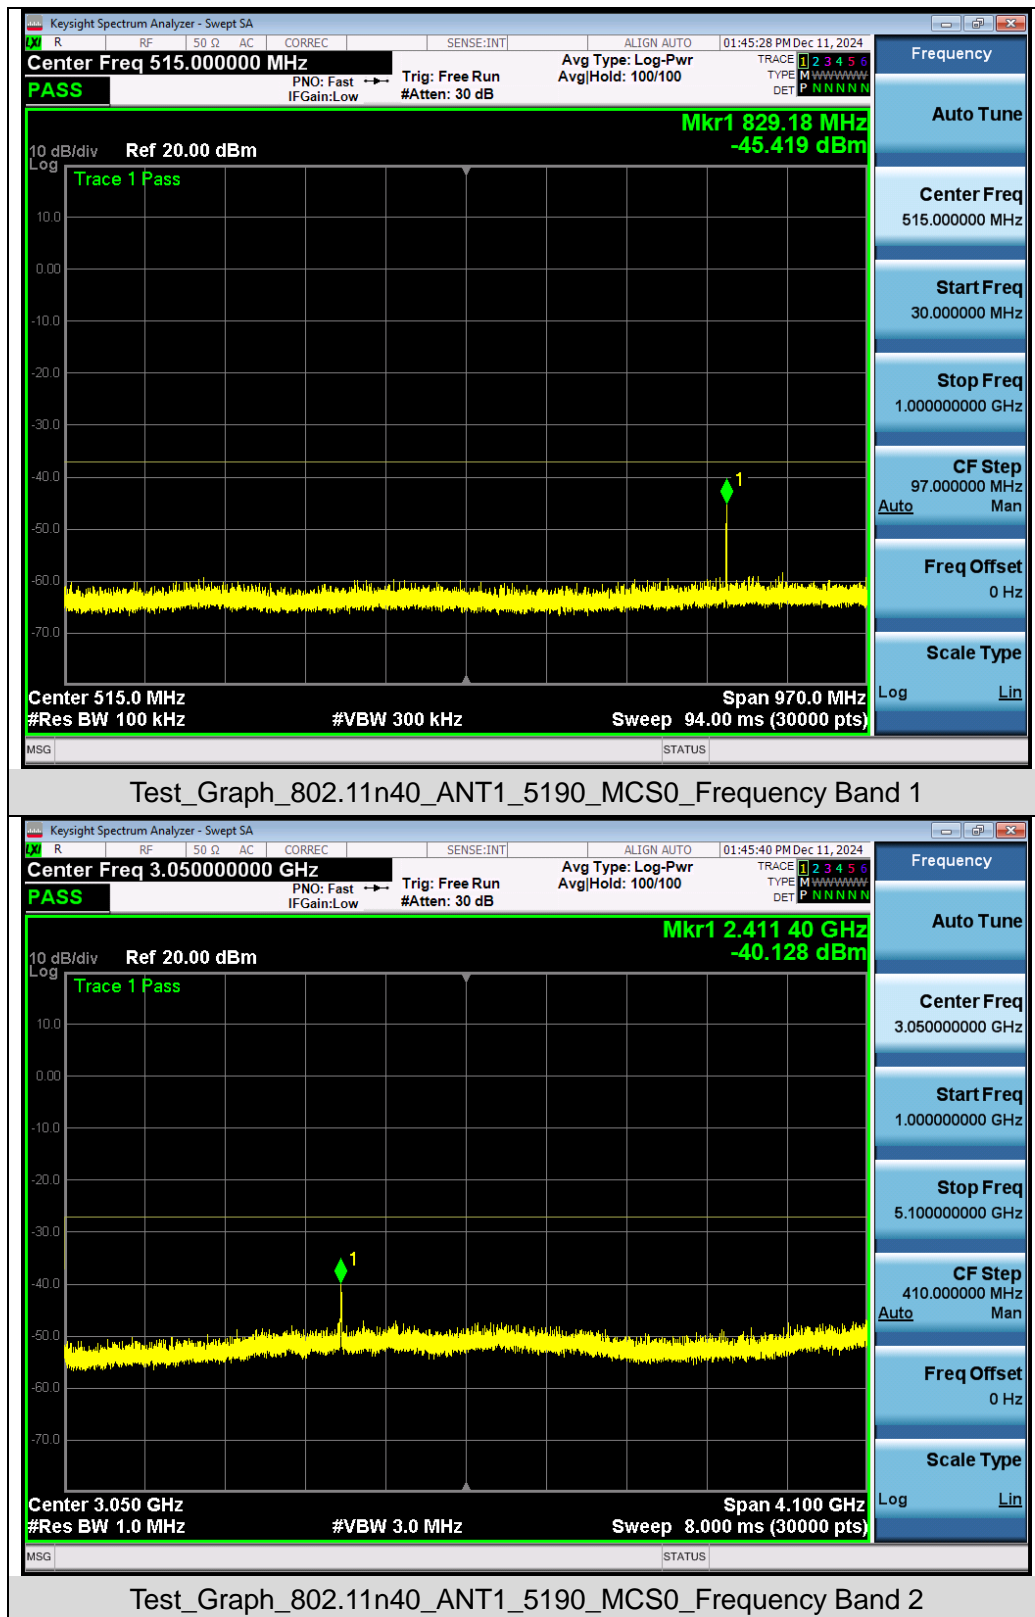 Keysight Spectrum Analyzer - Swept SA
LXI R RF 50 Ω AC CORREC SENSE:INT ALIGN AUTO 01:45:28 PM Dec 11, 2024
Center Freq 515.000000 MHz
PASS
PNO: Fast
IFGain:Low
Trig: Free Run
#Atten: 30 dB
Avg Type: Log-Pwr
Avg|Hold: 100/100
TRACE 1 2 3 4 5 6
TYPE M W W W W W
DET P N N N N N
Mkr1 829.18 MHz
-45.419 dBm
10 dB/div Ref 20.00 dBm
Log
Trace 1 Pass
10.0
0.00
-10.0
-20.0
-30.0
-40.0
1
-50.0
-60.0
-70.0
Center 515.0 MHz Span 970.0 MHz
#Res BW 100 kHz #VBW 300 kHz Sweep 94.00 ms (30000 pts)
MSG STATUS
Frequency
Auto Tune
Center Freq
515.000000 MHz
Start Freq
30.000000 MHz
Stop Freq
1.000000000 GHz
CF Step
97.000000 MHz
Auto Man
Freq Offset
0 Hz
Scale Type
Log Lin
Test_Graph_802.11n40_ANT1_5190_MCS0_Frequency Band 1
Keysight Spectrum Analyzer - Swept SA
LXI R RF 50 Ω AC CORREC SENSE:INT ALIGN AUTO 01:45:40 PM Dec 11, 2024
Center Freq 3.050000000 GHz
PASS
PNO: Fast
IFGain:Low
Trig: Free Run
#Atten: 30 dB
Avg Type: Log-Pwr
Avg|Hold: 100/100
TRACE 1 2 3 4 5 6
TYPE M W W W W W
DET P N N N N N
Mkr1 2.411 40 GHz
-40.128 dBm
10 dB/div Ref 20.00 dBm
Log
Trace 1 Pass
10.0
0.00
-10.0
-20.0
-30.0
1
-40.0
-50.0
-60.0
-70.0
Center 3.050 GHz Span 4.100 GHz
#Res BW 1.0 MHz #VBW 3.0 MHz Sweep 8.000 ms (30000 pts)
MSG STATUS
Frequency
Auto Tune
Center Freq
3.050000000 GHz
Start Freq
1.000000000 GHz
Stop Freq
5.100000000 GHz
CF Step
410.000000 MHz
Auto Man
Freq Offset
0 Hz
Scale Type
Log Lin
Test_Graph_802.11n40_ANT1_5190_MCS0_Frequency Band 2